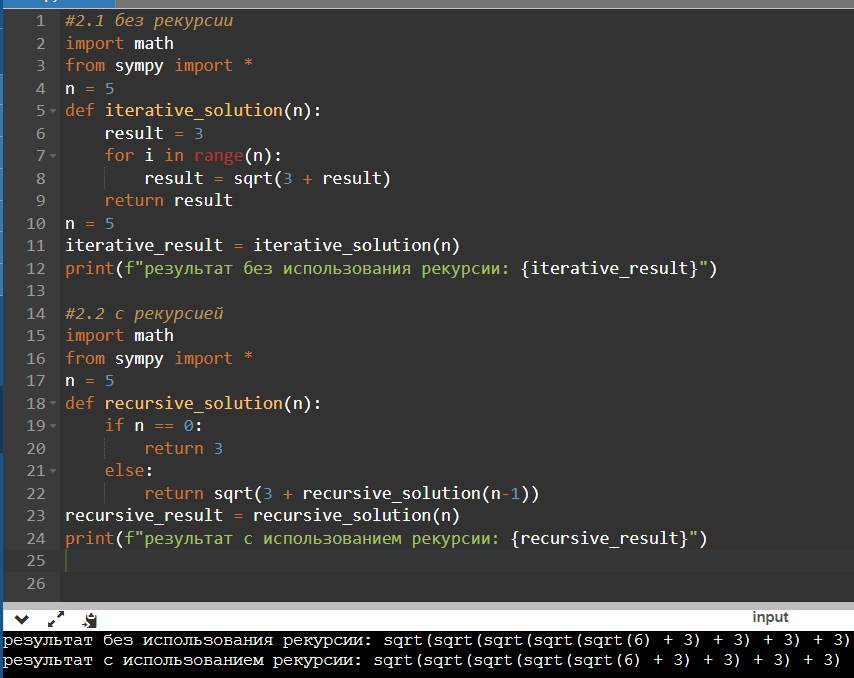 1 #2.1 без рекурсии
2 import math
3 from sympy import *
4 n = 5
5 def iterative_solution(n):
6     result = 3
7     for i in range(n):
8         result = sqrt(3 + result)
9     return result
10 n = 5
11 iterative_result = iterative_solution(n)
12 print(f"результат без использования рекурсии: {iterative_result}")
13
14 #2.2 с рекурсией
15 import math
16 from sympy import *
17 n = 5
18 def recursive_solution(n):
19     if n == 0:
20         return 3
21     else:
22         return sqrt(3 + recursive_solution(n-1))
23 recursive_result = recursive_solution(n)
24 print(f"результат с использованием рекурсии: {recursive_result}")
25
26
input
результат без использования рекурсии: sqrt(sqrt(sqrt(sqrt(sqrt(6) + 3) + 3) + 3) + 3)
результат с использованием рекурсии: sqrt(sqrt(sqrt(sqrt(sqrt(6) + 3) + 3) + 3) + 3)